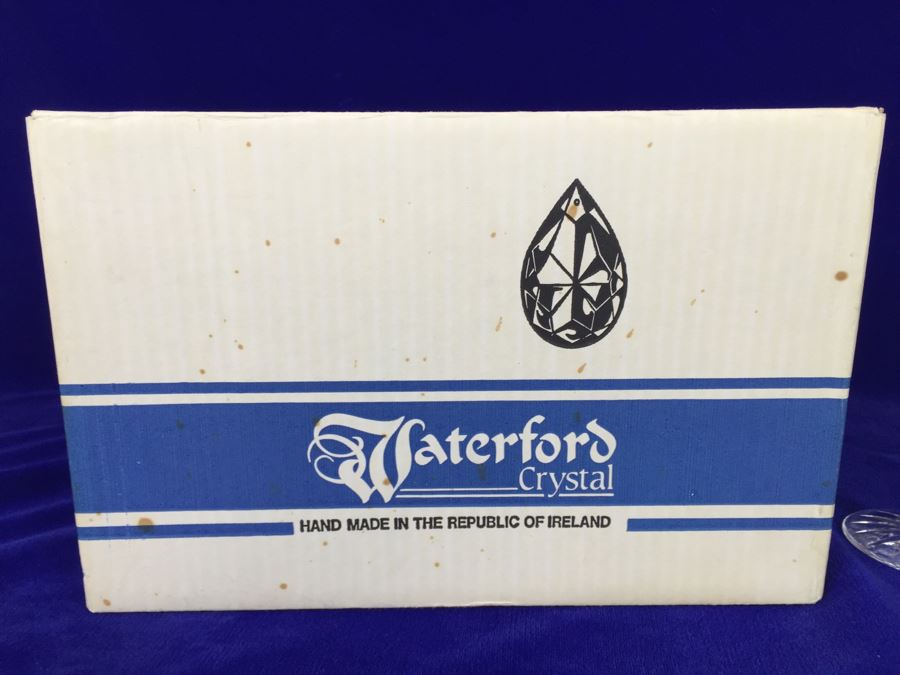 Waterford
Crystal
HAND MADE IN THE REPUBLIC OF IRELAND